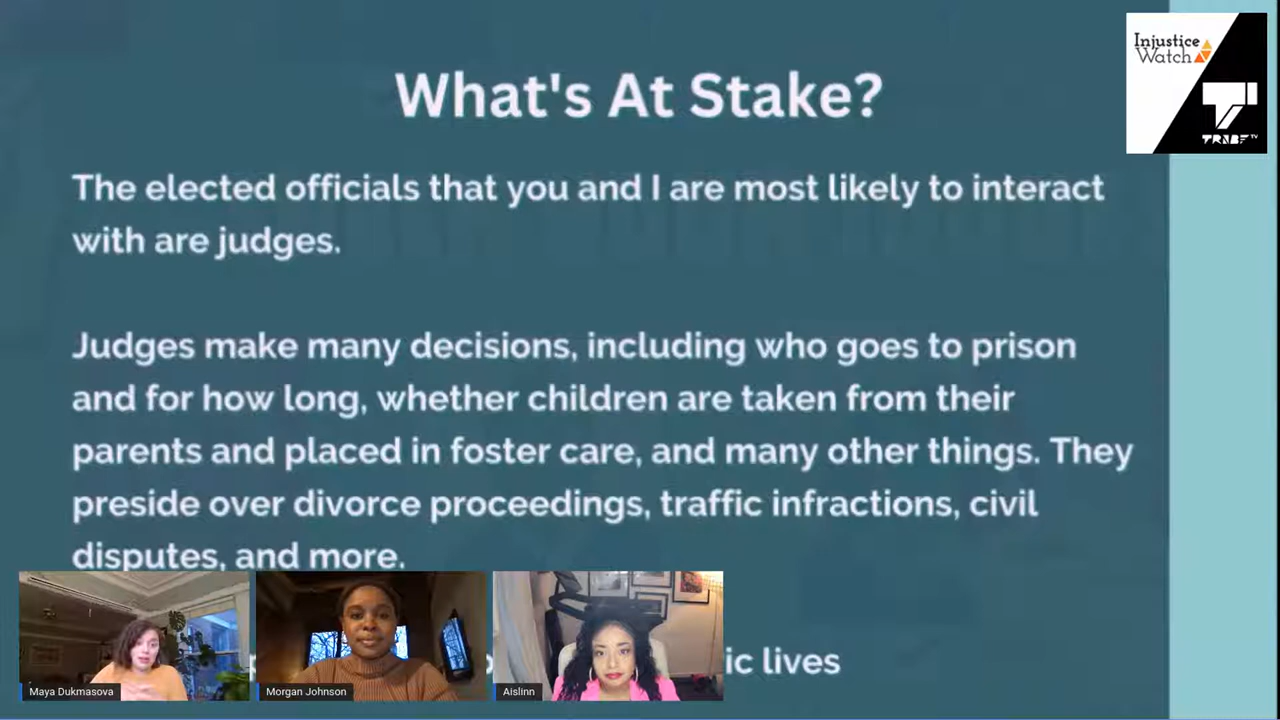 What's At Stake?
Injustice
Watch
TRiiBE TV
The elected officials that you and I are most likely to interact
with are judges.
Judges make many decisions, including who goes to prison
and for how long, whether children are taken from their
parents and placed in foster care, and many other things. They
preside over divorce proceedings, traffic infractions, civil
disputes, and more.
lives
Maya Dukmasova
Morgan Johnson
Aislinn